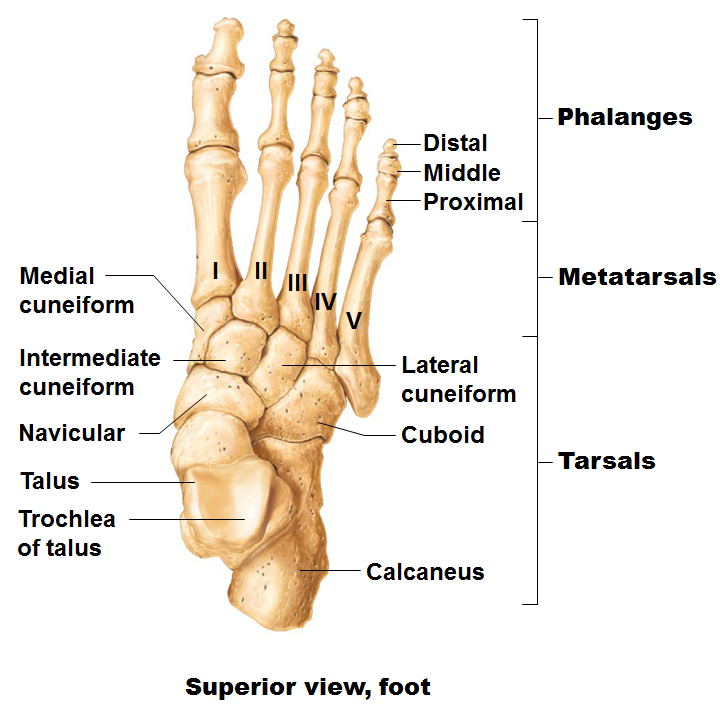 Phalanges
Distal
Middle
Proximal
I
II
III
IV
V
Metatarsals
Medial
cuneiform
Intermediate
cuneiform
Lateral
cuneiform
Navicular
Cuboid
Tarsals
Talus
Trochlea
of talus
Calcaneus
Superior view, foot